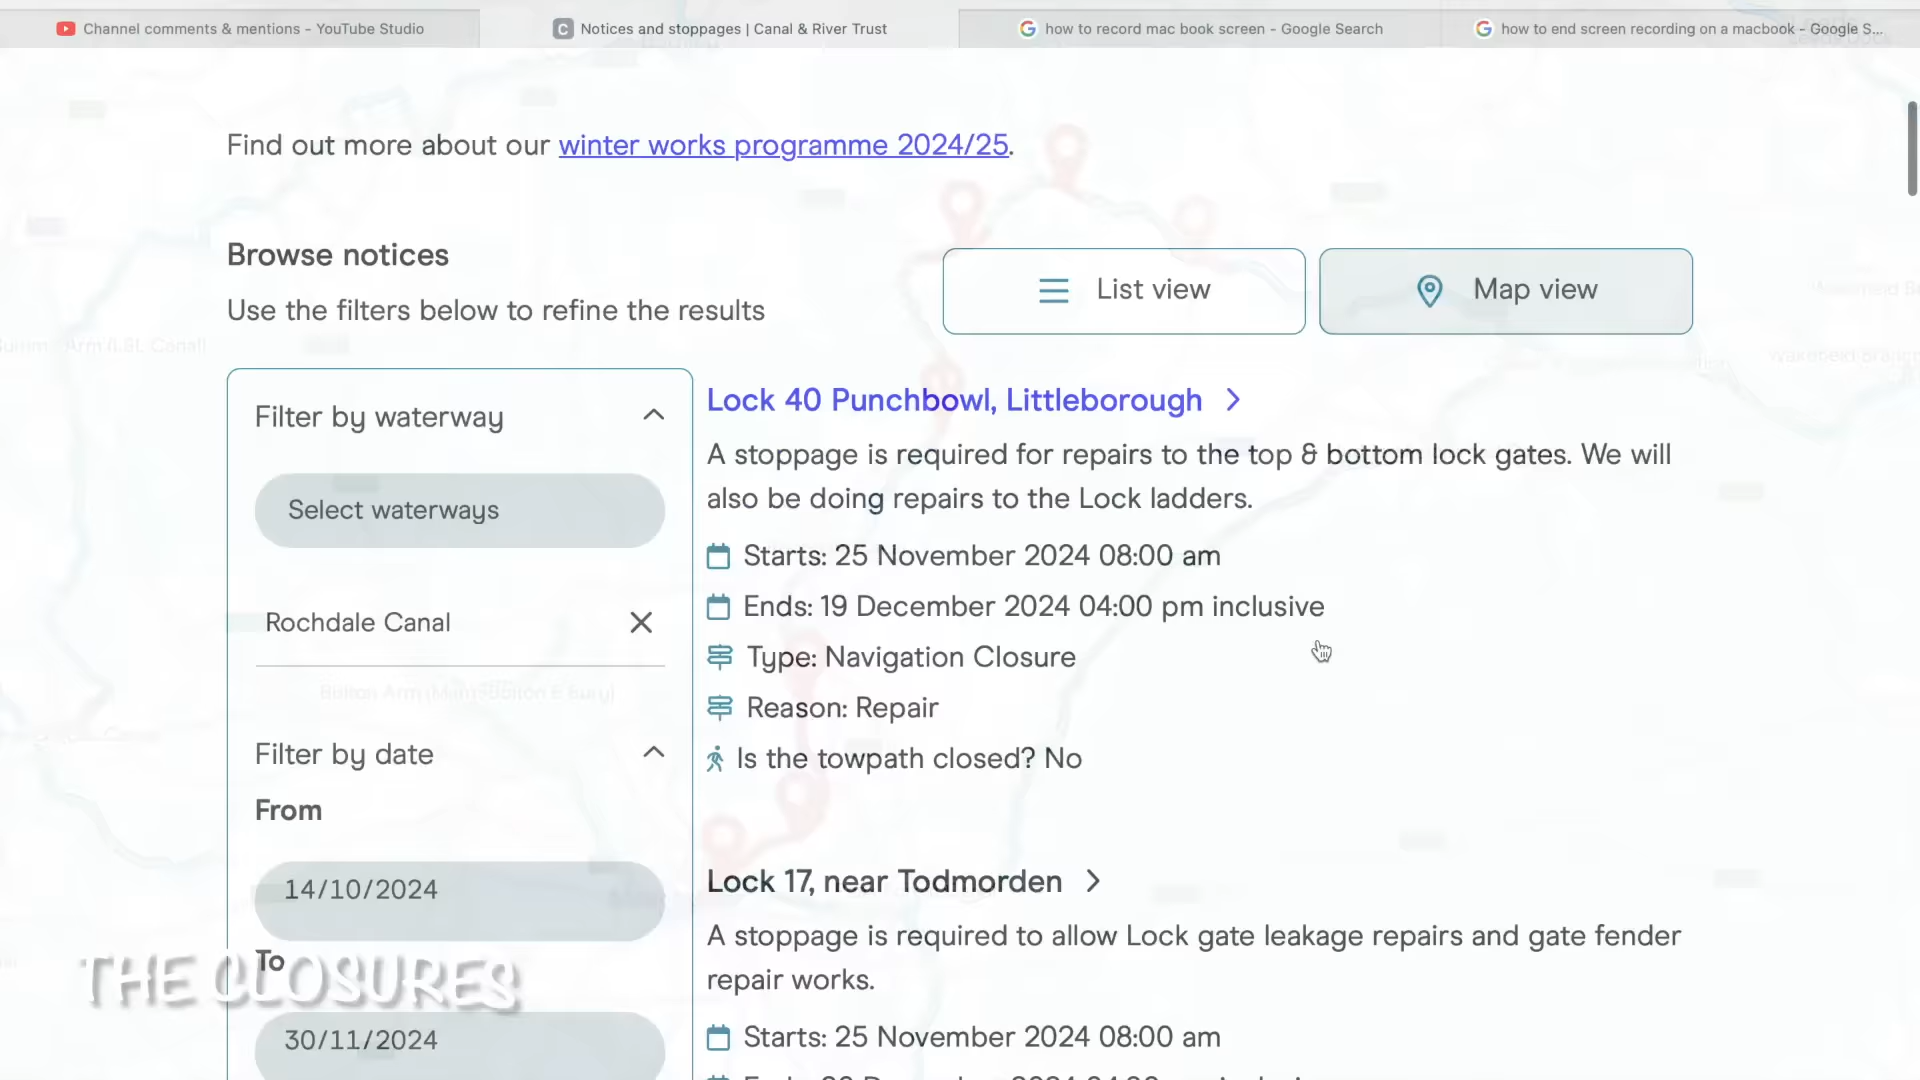 Channel comments & mentions - YouTube Studio
Notices and stoppages | Canal & River Trust
how to record mac book screen - Google Search
how to end screen recording on a macbook - Google S...
Find out more about our winter works programme 2024/25.
Browse notices
Use the filters below to refine the results
List view
Map view
Filter by waterway
Select waterways
Rochdale Canal
Filter by date
From
14/10/2024
To
30/11/2024
Lock 40 Punchbowl, Littleborough
A stoppage is required for repairs to the top & bottom lock gates. We will
also be doing repairs to the Lock ladders.
Starts: 25 November 2024 08:00 am
Ends: 19 December 2024 04:00 pm inclusive
Type: Navigation Closure
Reason: Repair
Is the towpath closed? No
Lock 17, near Todmorden
A stoppage is required to allow Lock gate leakage repairs and gate fender
repair works.
Starts: 25 November 2024 08:00 am
THE CLOSURES